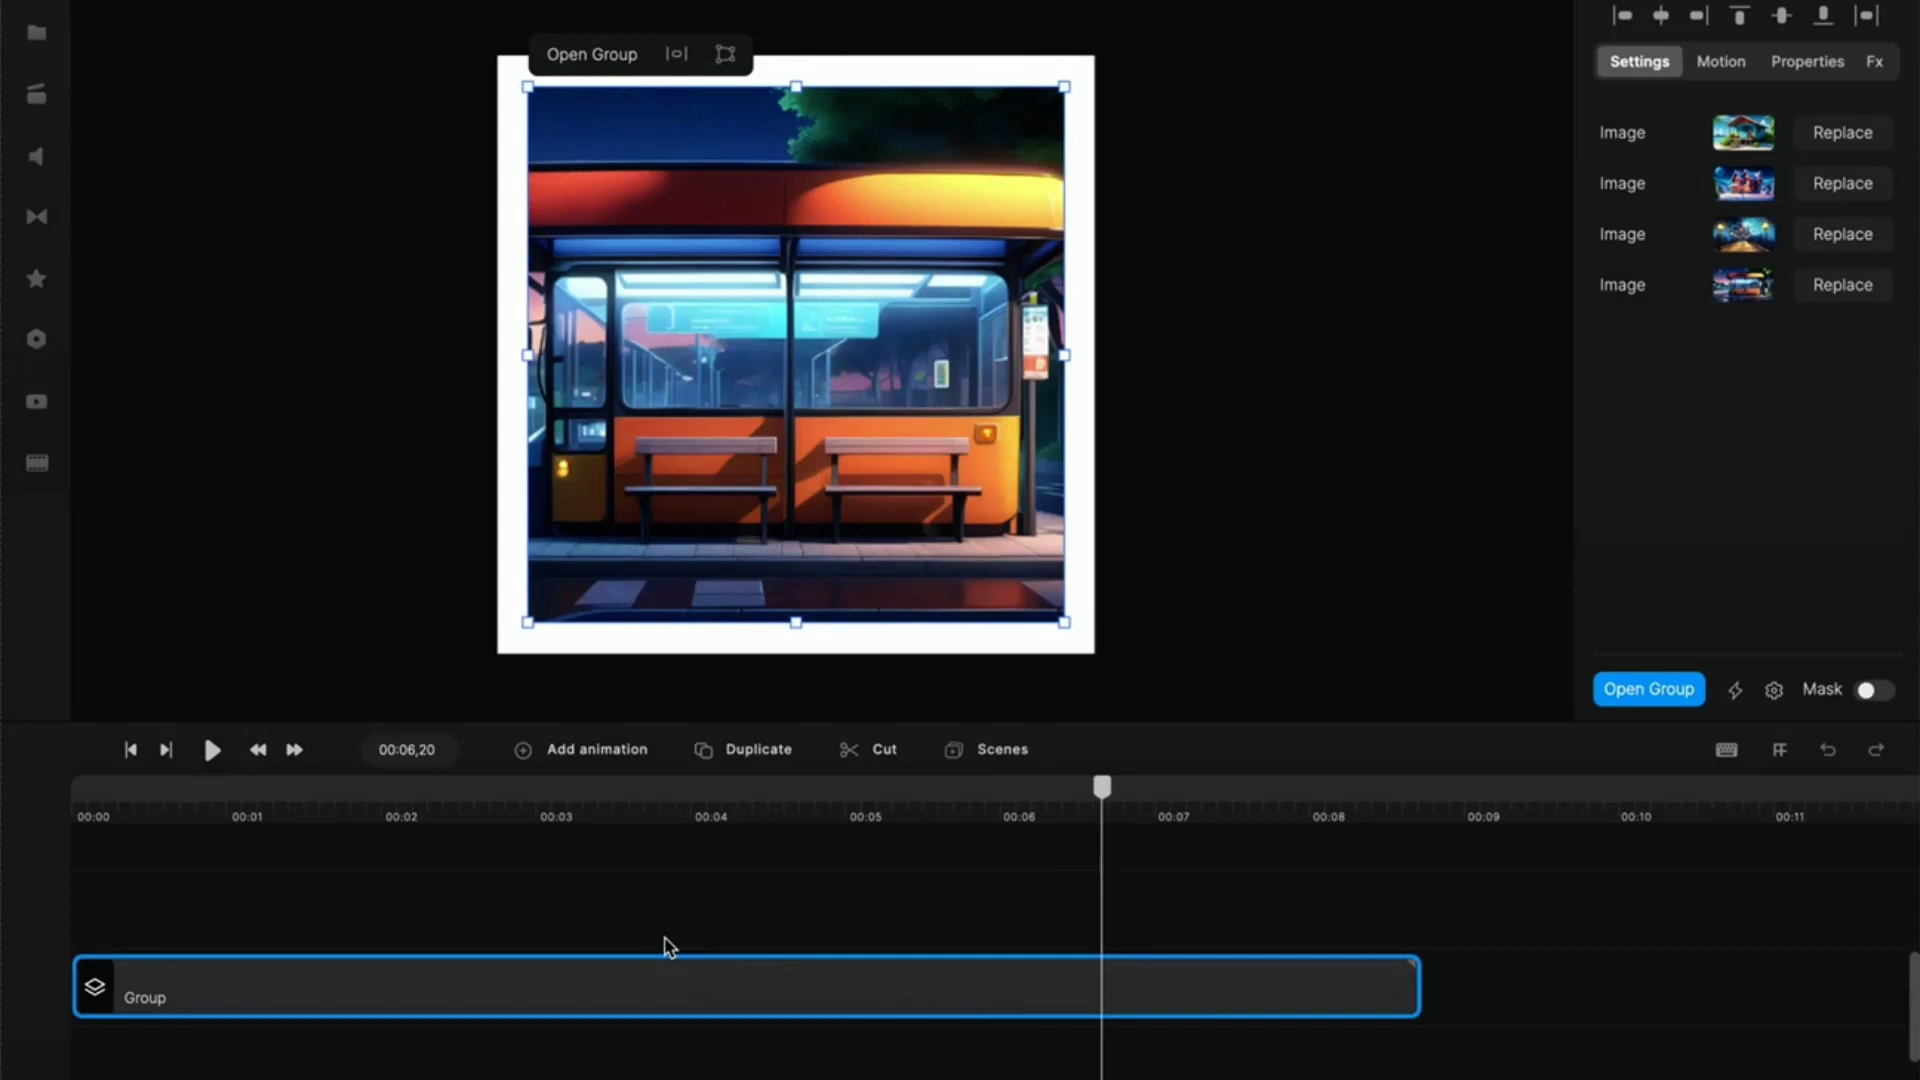 Open Group
Settings Motion Properties Fx
Image Replace
Image Replace
Image Replace
Image Replace
Open Group Mask
00:06,20 Add animation Duplicate Cut Scenes
00:00 00:01 00:02 00:03 00:04 00:05 00:06 00:07 00:08 00:09 00:10 00:11
Group